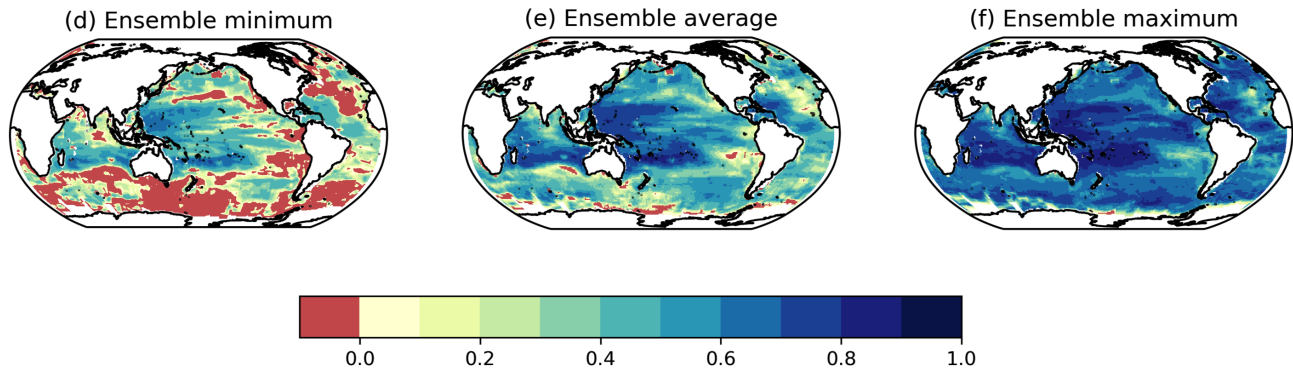 (d) Ensemble minimum
(e) Ensemble average
(f) Ensemble maximum
0.0 0.2 0.4 0.6 0.8 1.0